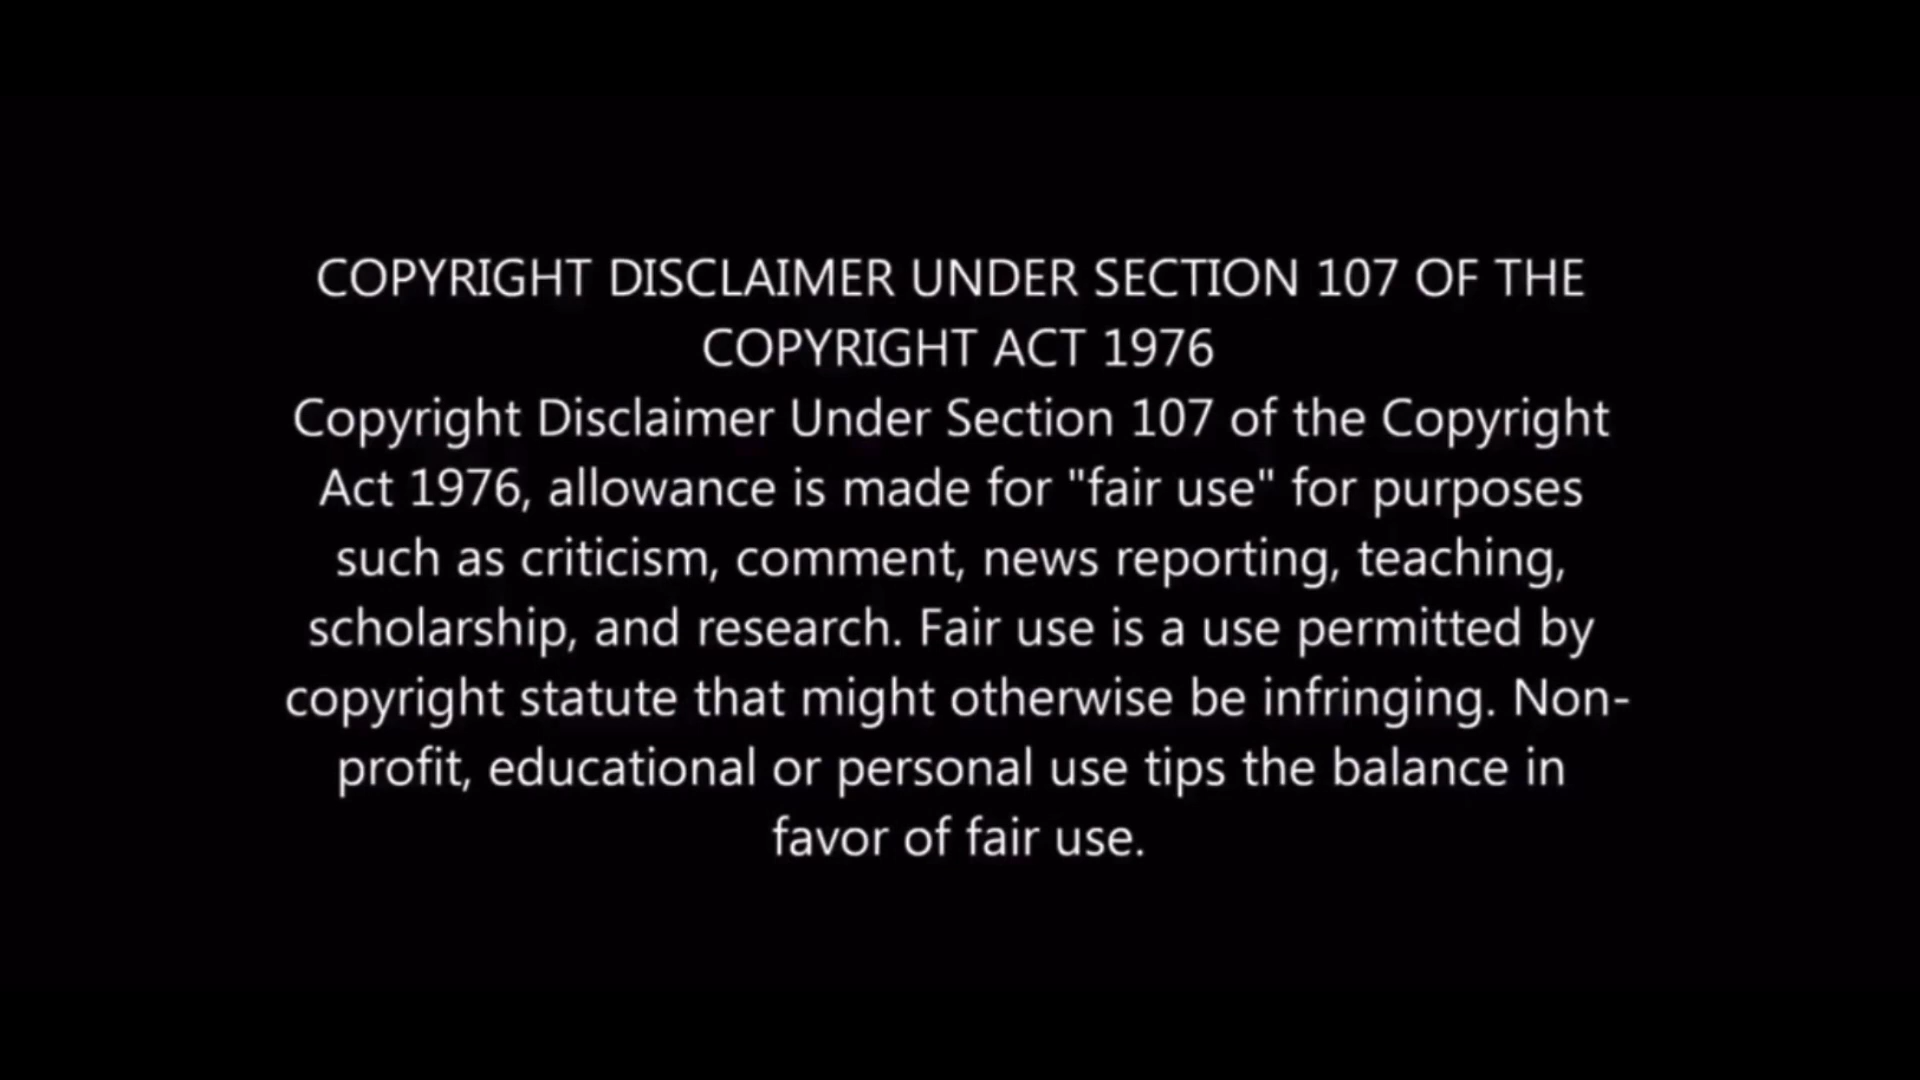 COPYRIGHT DISCLAIMER UNDER SECTION 107 OF THE
COPYRIGHT ACT 1976
Copyright Disclaimer Under Section 107 of the Copyright
Act 1976, allowance is made for "fair use" for purposes
such as criticism, comment, news reporting, teaching,
scholarship, and research. Fair use is a use permitted by
copyright statute that might otherwise be infringing. Non-
profit, educational or personal use tips the balance in
favor of fair use.